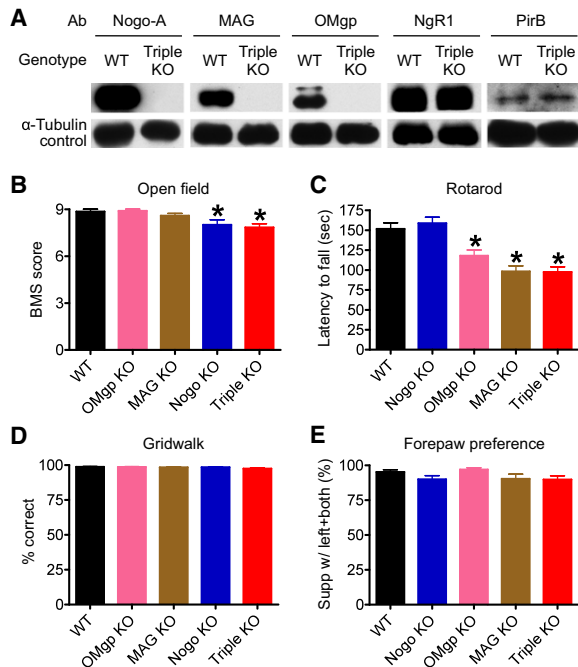 A
Ab Nogo-A MAG OMgp NgR1 PirB
Genotype WT Triple KO WT Triple KO WT Triple KO WT Triple KO WT Triple KO
α-Tubulin
control
B
Open field
BMS score
9
6
3
0
*
*
WT
OMgp KO
MAG KO
Nogo KO
Triple KO
C
Rotarod
Latency to fall (sec)
175
150
125
100
75
50
25
0
*
*
*
WT
Nogo KO
OMgp KO
MAG KO
Triple KO
D
Gridwalk
% correct
100
75
50
25
0
WT
OMgp KO
MAG KO
Nogo KO
Triple KO
E
Forepaw preference
Supp w/ left+both (%)
100
75
50
25
0
WT
Nogo KO
OMgp KO
MAG KO
Triple KO